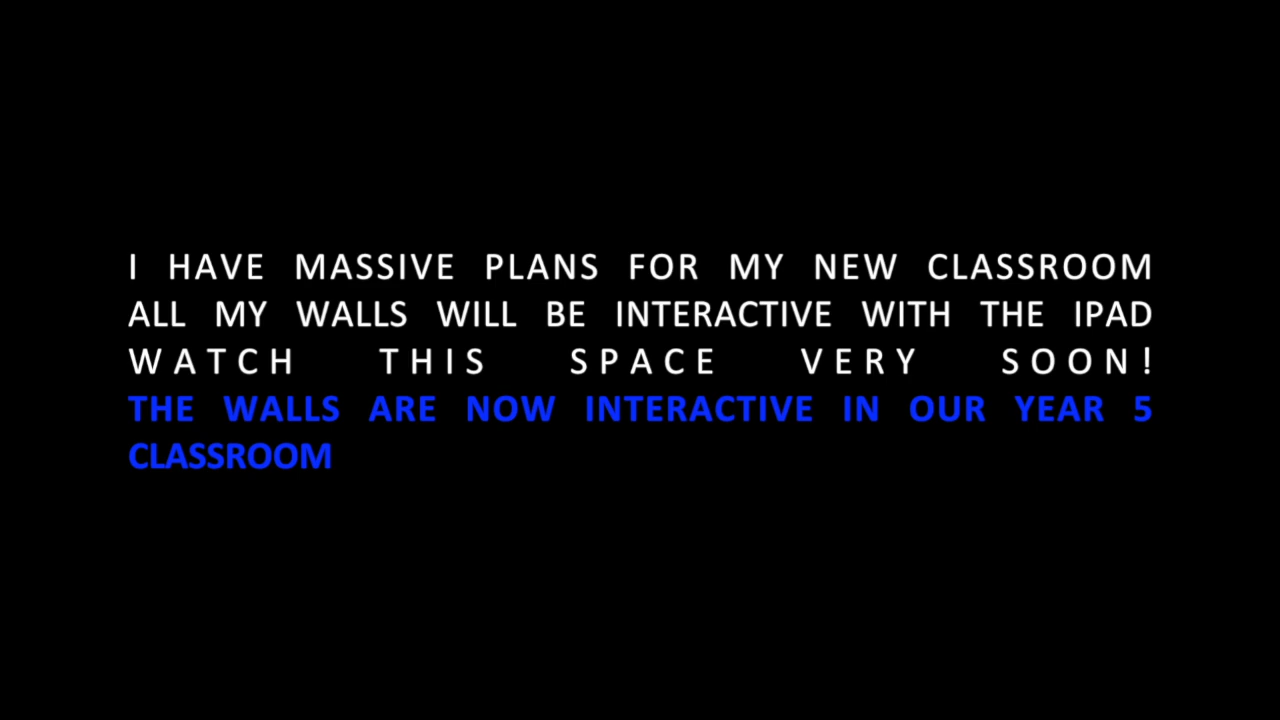 I HAVE MASSIVE PLANS FOR MY NEW CLASSROOM
ALL MY WALLS WILL BE INTERACTIVE WITH THE IPAD
WATCH THIS SPACE VERY SOON!
THE WALLS ARE NOW INTERACTIVE IN OUR YEAR 5
CLASSROOM